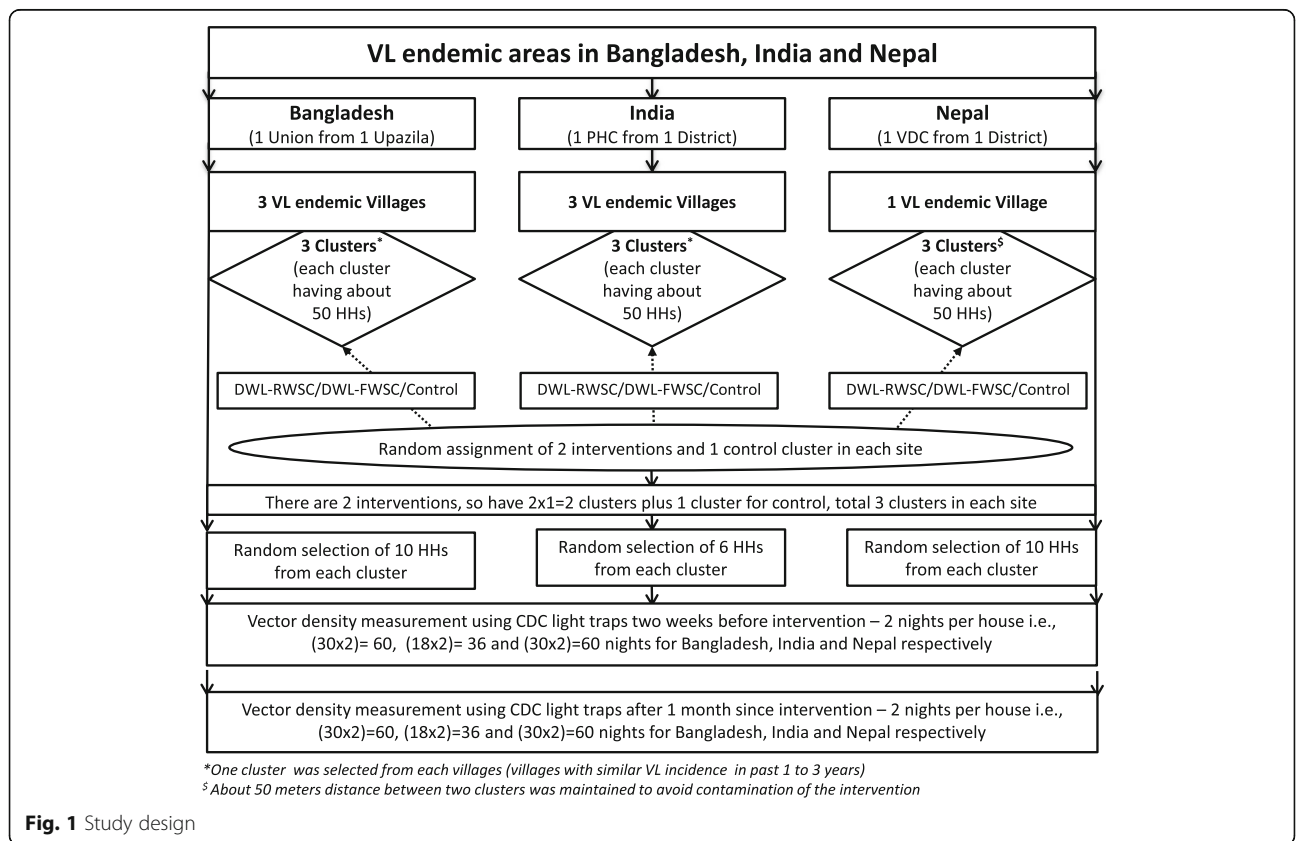 VL endemic areas in Bangladesh, India and Nepal
Bangladesh
(1 Union from 1 Upazila)
India
(1 PHC from 1 District)
Nepal
(1 VDC from 1 District)
3 VL endemic Villages
3 VL endemic Villages
1 VL endemic Village
3 Clusters*
(each cluster
having about
50 HHs)
3 Clusters*
(each cluster
having about
50 HHs)
3 Clusters$
(each cluster
having about
50 HHs)
DWL-RWSC/DWL-FWSC/Control
DWL-RWSC/DWL-FWSC/Control
DWL-RWSC/DWL-FWSC/Control
Random assignment of 2 interventions and 1 control cluster in each site
There are 2 interventions, so have 2x1=2 clusters plus 1 cluster for control, total 3 clusters in each site
Random selection of 10 HHs
from each cluster
Random selection of 6 HHs
from each cluster
Random selection of 10 HHs
from each cluster
Vector density measurement using CDC light traps two weeks before intervention – 2 nights per house i.e.,
(30x2)= 60, (18x2)= 36 and (30x2)=60 nights for Bangladesh, India and Nepal respectively
Vector density measurement using CDC light traps after 1 month since intervention – 2 nights per house i.e.,
(30x2)=60, (18x2)=36 and (30x2)=60 nights for Bangladesh, India and Nepal respectively
*One cluster was selected from each villages (villages with similar VL incidence in past 1 to 3 years)
$ About 50 meters distance between two clusters was maintained to avoid contamination of the intervention
Fig. 1 Study design